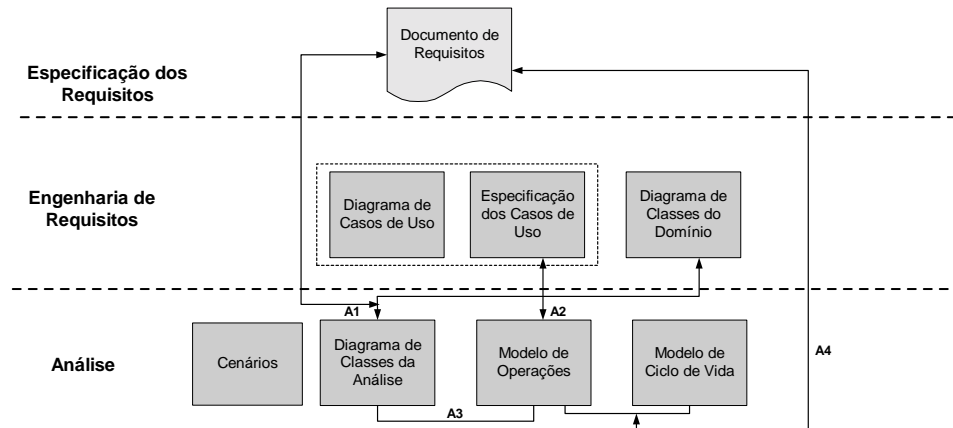 Documento de
Requisitos
Especificação dos
Requisitos
Engenharia de
Requisitos
Diagrama de
Casos de Uso
Especificação
dos Casos de
Uso
Diagrama de
Classes do
Domínio
A1
A2
A4
Análise
Cenários
Diagrama de
Classes da
Análise
Modelo de
Operações
Modelo de
Ciclo de Vida
A3